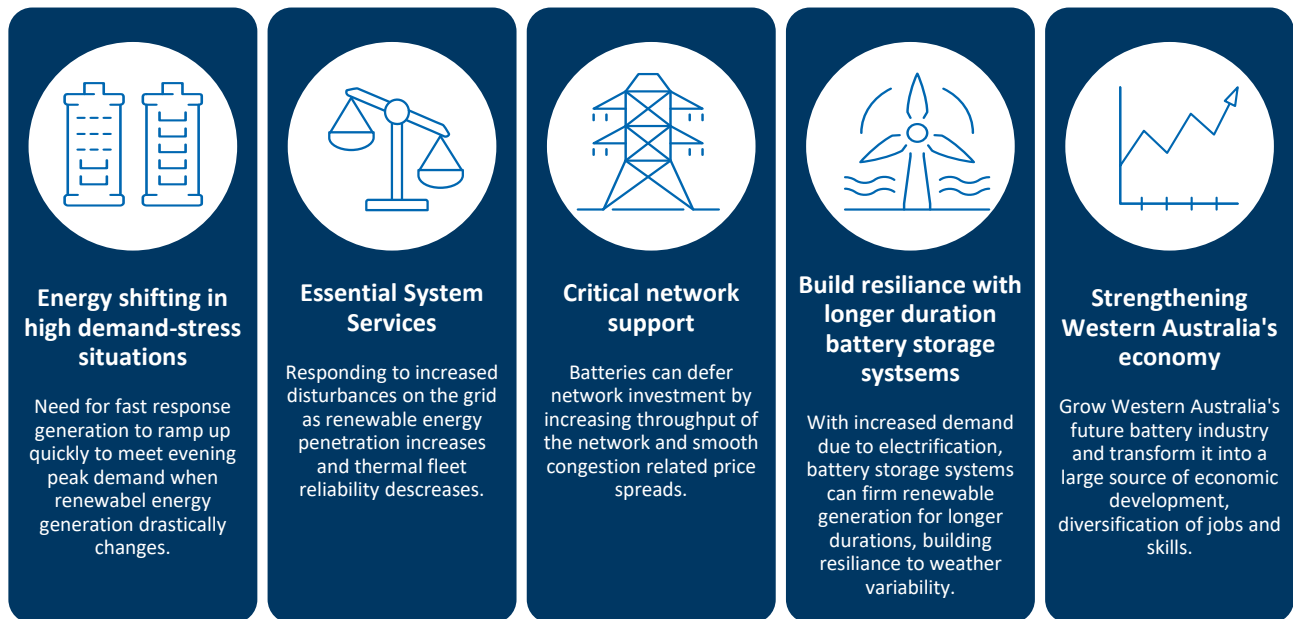 Energy shifting in
high demand-stress
situations
Need for fast response
generation to ramp up
quickly to meet evening
peak demand when
renewabel energy
generation drastically
changes.
Essential System
Services
Responding to increased
disturbances on the grid
as renewable energy
penetration increases
and thermal fleet
reliability descreases.
Critical network
support
Batteries can defer
network investment by
increasing throughput of
the network and smooth
congestion related price
spreads.
Build resiliance with
longer duration
battery storage
systsems
With increased demand
due to electrification,
battery storage systems
can firm renewable
generation for longer
durations, building
resiliance to weather
variability.
Strengthening
Western Australia's
economy
Grow Western Australia's
future battery industry
and transform it into a
large source of economic
development,
diversification of jobs and
skills.